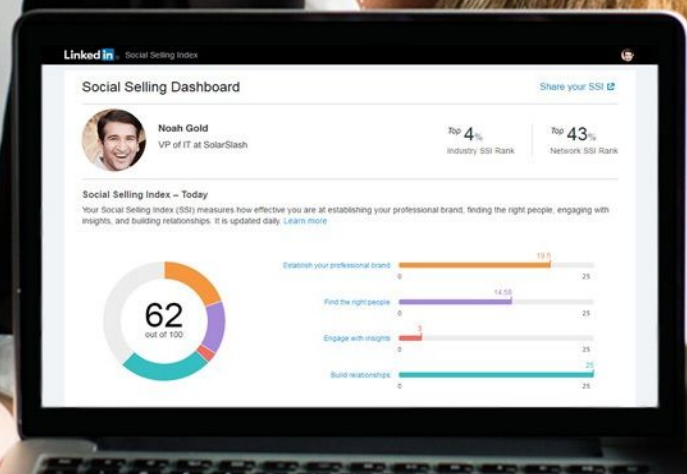 Linked in Social Selling Index
Social Selling Dashboard
Share your SSI
Noah Gold
VP of IT at SolarSlash
Top 4%
Industry SSI Rank
Top 43%
Network SSI Rank
Social Selling Index – Today
Your Social Selling Index (SSI) measures how effective you are at establishing your professional brand, finding the right people, engaging with
insights, and building relationships. It is updated daily. Learn more
62
out of 100
Establish your professional brand
19.5
0
25
Find the right people
14.58
0
25
Engage with insights
3
0
25
Build relationships
25
0
25